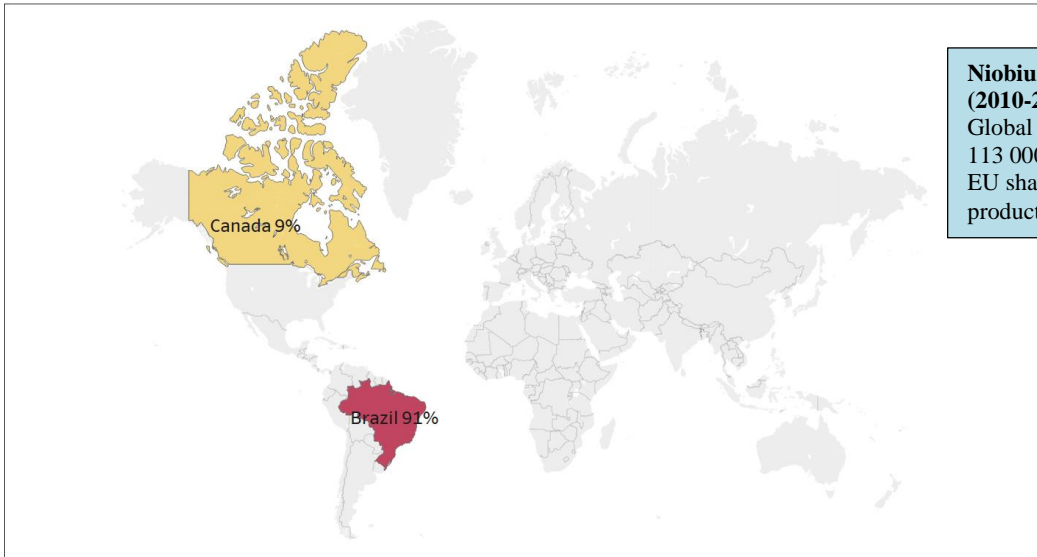 Niobiu
(2010-2
Global
113 000
EU sha
product
Canada 9%
Brazil 91%